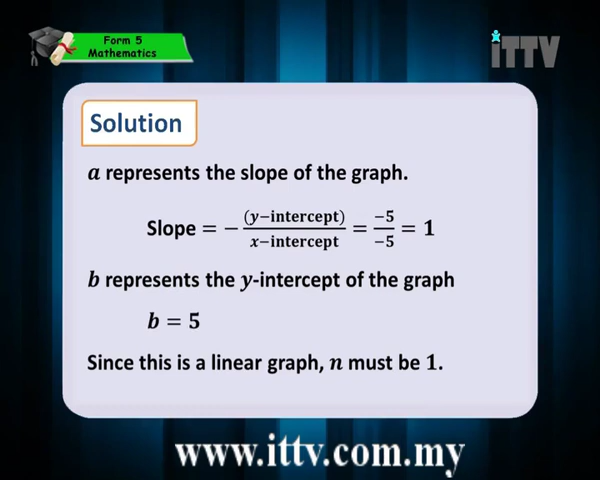 Form 5
Mathematics
iTTV
Solution
a represents the slope of the graph.
Slope = −(y−intercept)/x−intercept = −5/−5 = 1
b represents the y-intercept of the graph
b = 5
Since this is a linear graph, n must be 1.
www.ittv.com.my